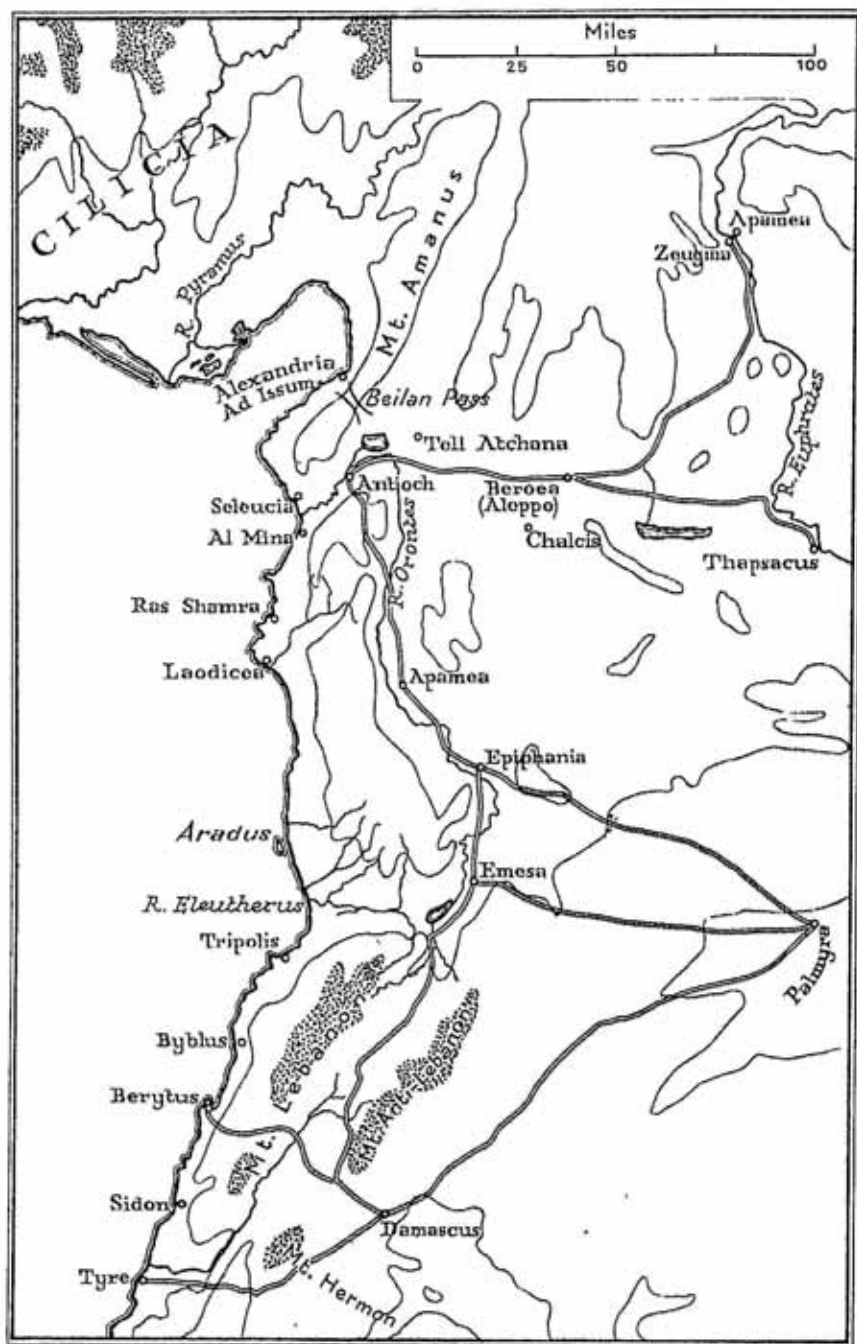 Miles
0 25 50 100
CILICIA
R. Pyramus
Mt. Amanus
Apamea
Zeugma
Alexandria
Ad Issum
Beilan Pass
R. Euphrates
Tell Atchana
Antioch
Beroea
(Aleppo)
Seleucia
Al Mina
Chalcis
Thapsacus
R. Orontes
Ras Shamra
Laodicea
Apamea
Epiphania
Aradus
Emesa
R. Eleutherus
Tripolis
Palmyra
Byblus
Mt. Lebanon
Mt. Anti-Lebanon
Berytus
Sidon
Damascus
Tyre
Mt. Hermon